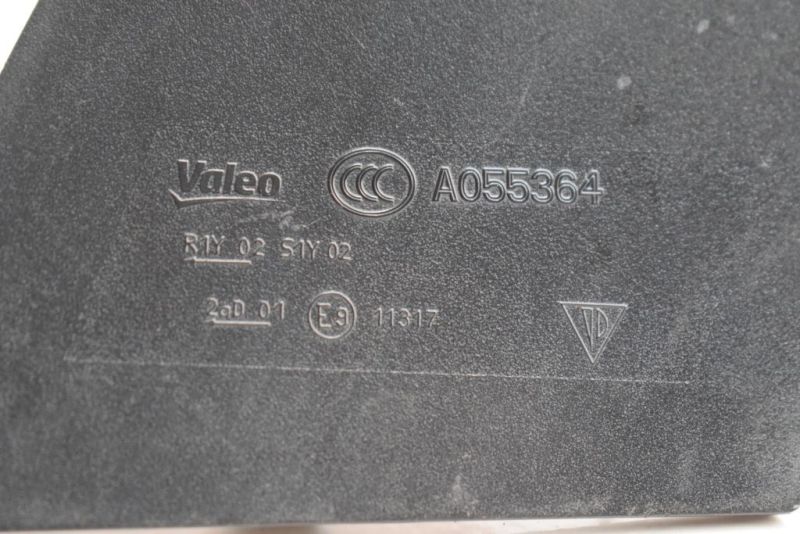 Valeo CCC A055364
R1Y 02 S1Y 02
2aD 01 E9 11317